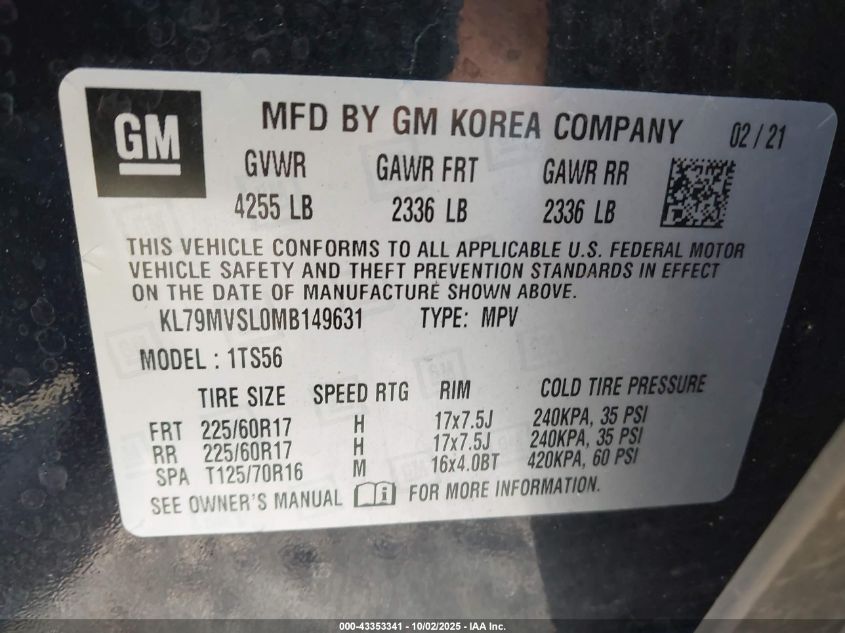 GM
MFD BY GM KOREA COMPANY 02 / 21
GVWR GAWR FRT GAWR RR
4255 LB 2336 LB 2336 LB
THIS VEHICLE CONFORMS TO ALL APPLICABLE U.S. FEDERAL MOTOR
VEHICLE SAFETY AND THEFT PREVENTION STANDARDS IN EFFECT
ON THE DATE OF MANUFACTURE SHOWN ABOVE.
KL79MVSL0MB149631 TYPE: MPV
MODEL : 1TS56
TIRE SIZE SPEED RTG RIM COLD TIRE PRESSURE
FRT 225/60R17 H 17x7.5J 240KPA, 35 PSI
RR 225/60R17 H 17x7.5J 240KPA, 35 PSI
SPA T125/70R16 M 16x4.0BT 420KPA, 60 PSI
SEE OWNER'S MANUAL i FOR MORE INFORMATION.
000-43353341 - 10/02/2025 - IAA Inc.